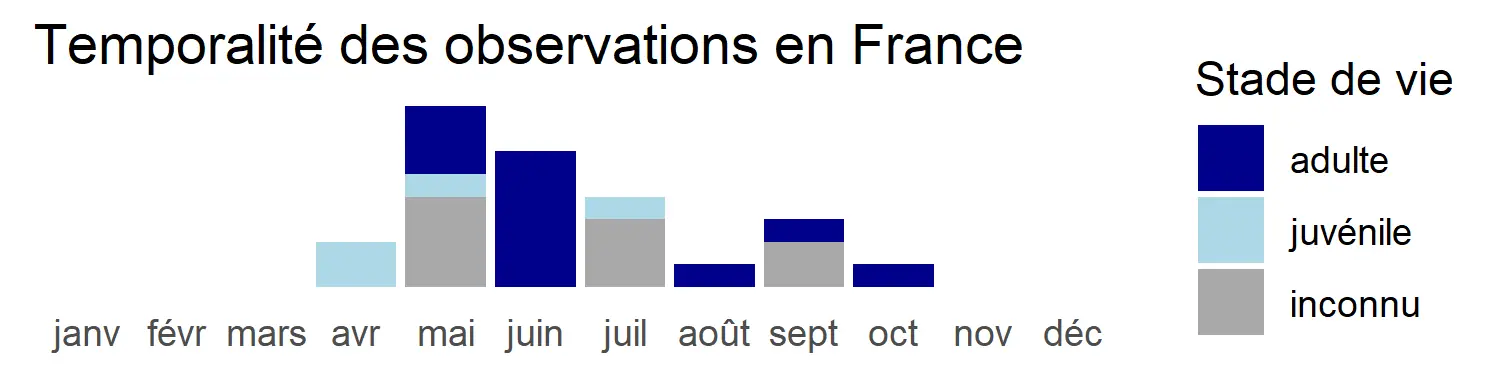 Temporalité des observations en France
Stade de vie
adulte
juvénile
inconnu
janv févr mars avr mai juin juil août sept oct nov déc